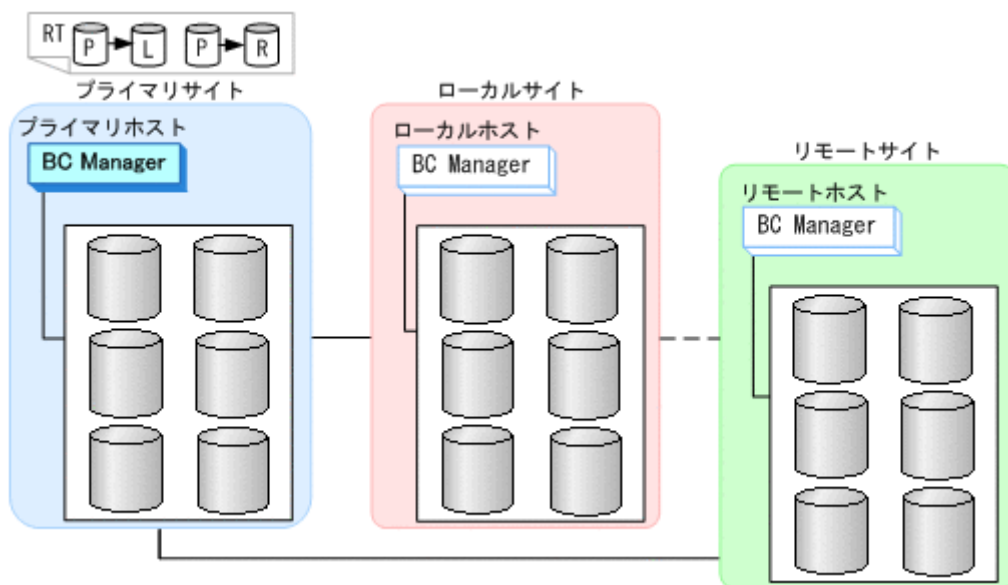 RT P L P R
プライマリサイト
ローカルサイト
リモートサイト
プライマリホスト
BC Manager
ローカルホスト
BC Manager
リモートホスト
BC Manager